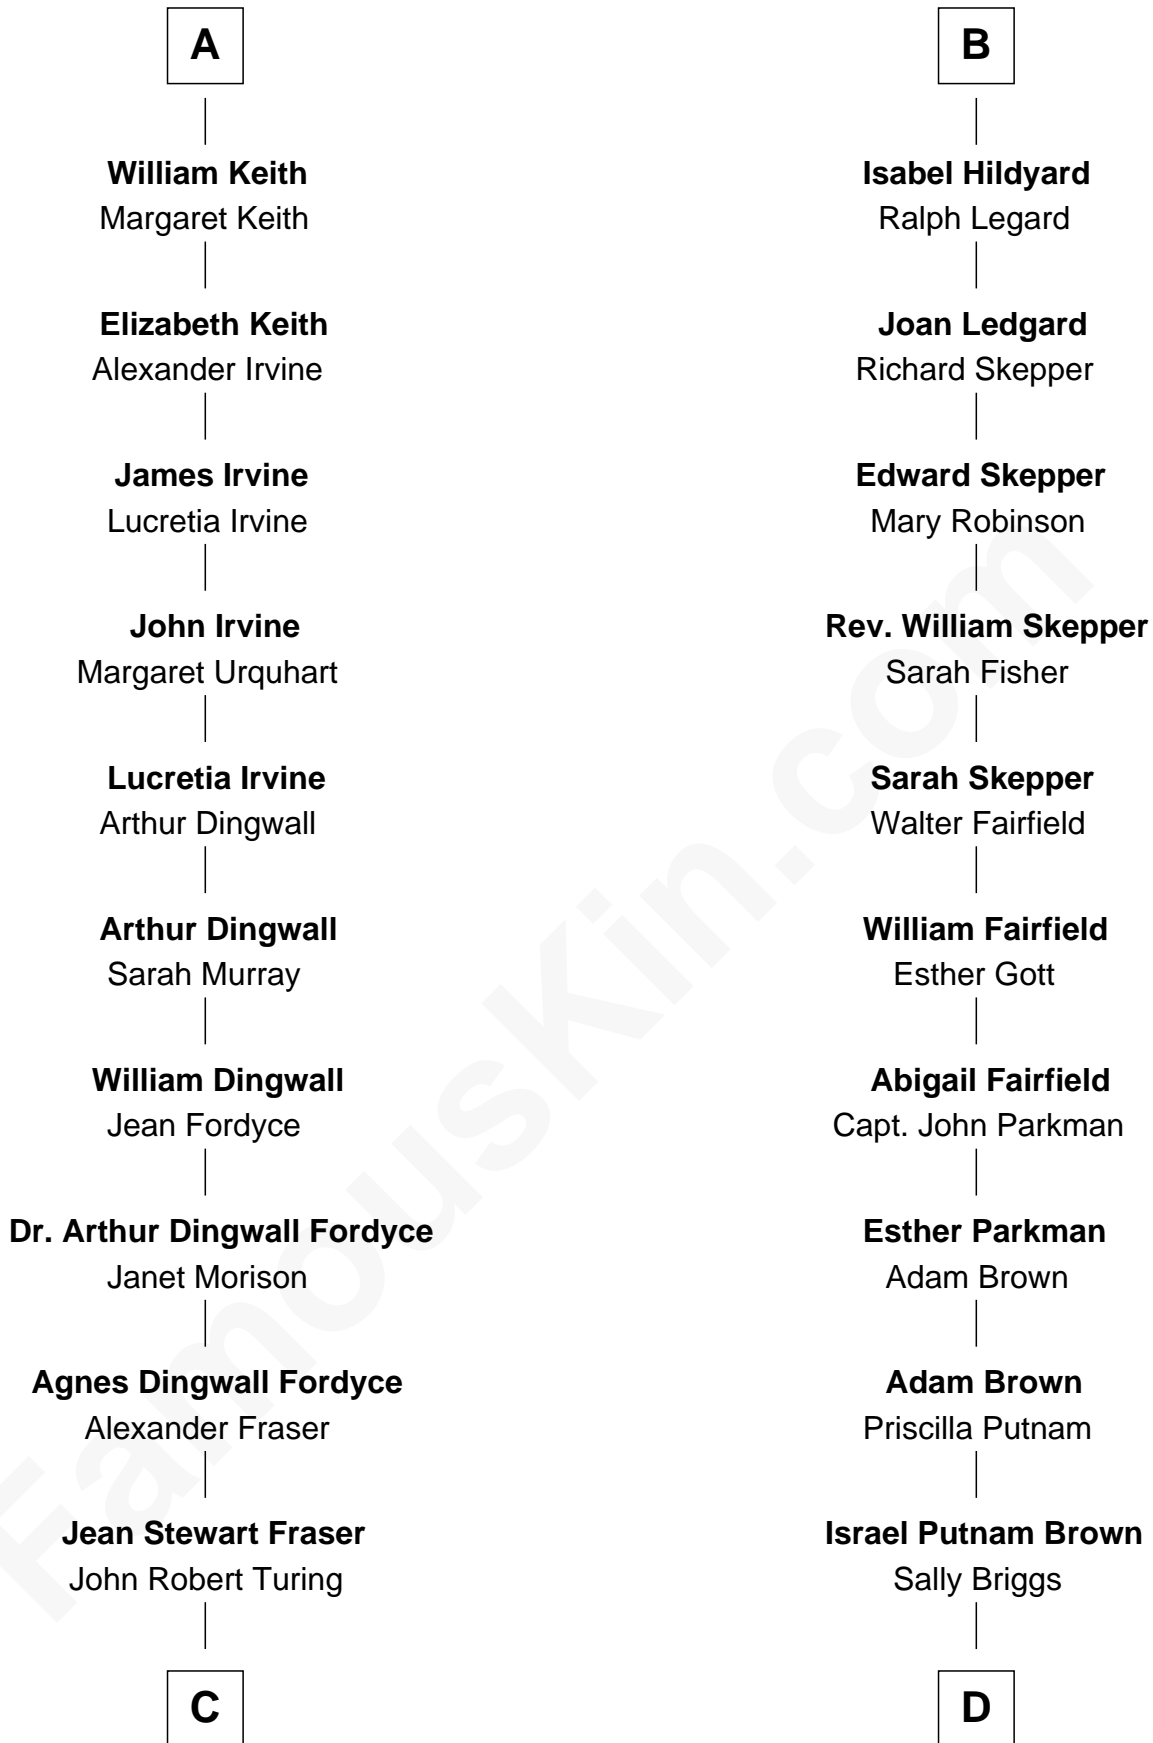 A
William Keith
Margaret Keith
Elizabeth Keith
Alexander Irvine
James Irvine
Lucretia Irvine
John Irvine
Margaret Urquhart
Lucretia Irvine
Arthur Dingwall
Arthur Dingwall
Sarah Murray
William Dingwall
Jean Fordyce
Dr. Arthur Dingwall Fordyce
Janet Morison
Agnes Dingwall Fordyce
Alexander Fraser
Jean Stewart Fraser
John Robert Turing
C
B
Isabel Hildyard
Ralph Legard
Joan Ledgard
Richard Skepper
Edward Skepper
Mary Robinson
Rev. William Skepper
Sarah Fisher
Sarah Skepper
Walter Fairfield
William Fairfield
Esther Gott
Abigail Fairfield
Capt. John Parkman
Esther Parkman
Adam Brown
Adam Brown
Priscilla Putnam
Israel Putnam Brown
Sally Briggs
D
FamousKin.com